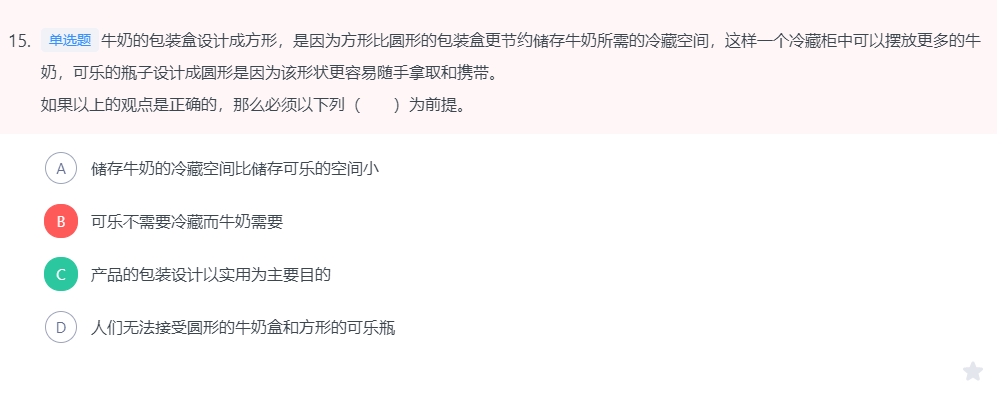 15. 单选题 牛奶的包装盒设计成方形，是因为方形比圆形的包装盒更节约储存牛奶所需的冷藏空间，这样一个冷藏柜中可以摆放更多的牛
奶，可乐的瓶子设计成圆形是因为该形状更容易随手拿取和携带。
如果以上的观点是正确的，那么必须以下列（　　）为前提。
A 储存牛奶的冷藏空间比储存可乐的空间小
B 可乐不需要冷藏而牛奶需要
C 产品的包装设计以实用为主要目的
D 人们无法接受圆形的牛奶盒和方形的可乐瓶